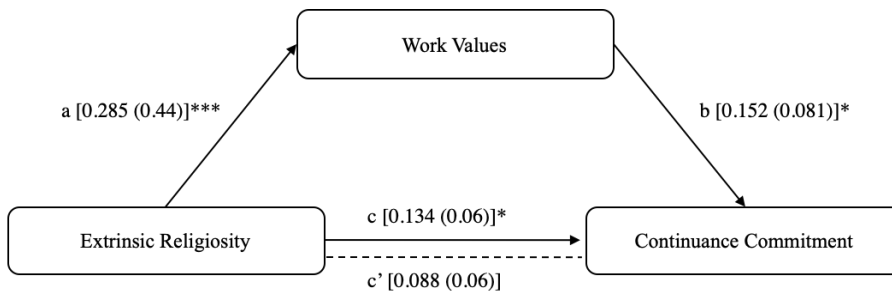 Work Values
a [0.285 (0.44)]***
b [0.152 (0.081)]*
c [0.134 (0.06)]*
Extrinsic Religiosity
Continuance Commitment
c’ [0.088 (0.06)]